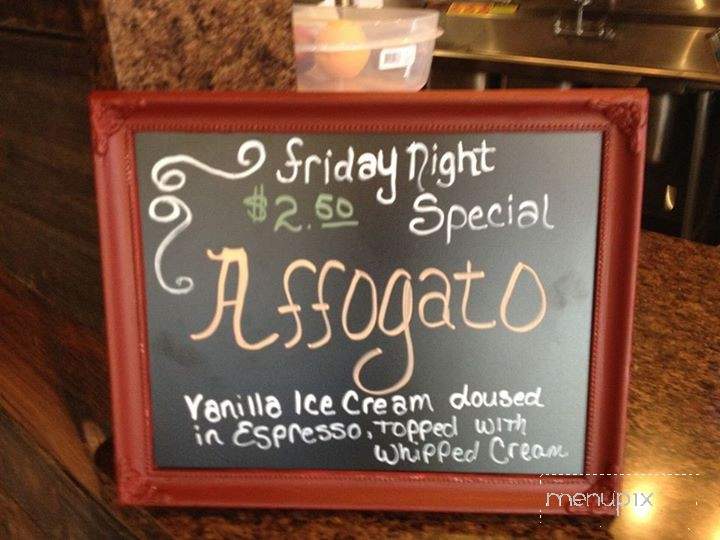 Friday Night
$2.50 Special
Affogato
Vanilla Ice Cream doused
in Espresso, Topped with
Whipped Cream
menupix